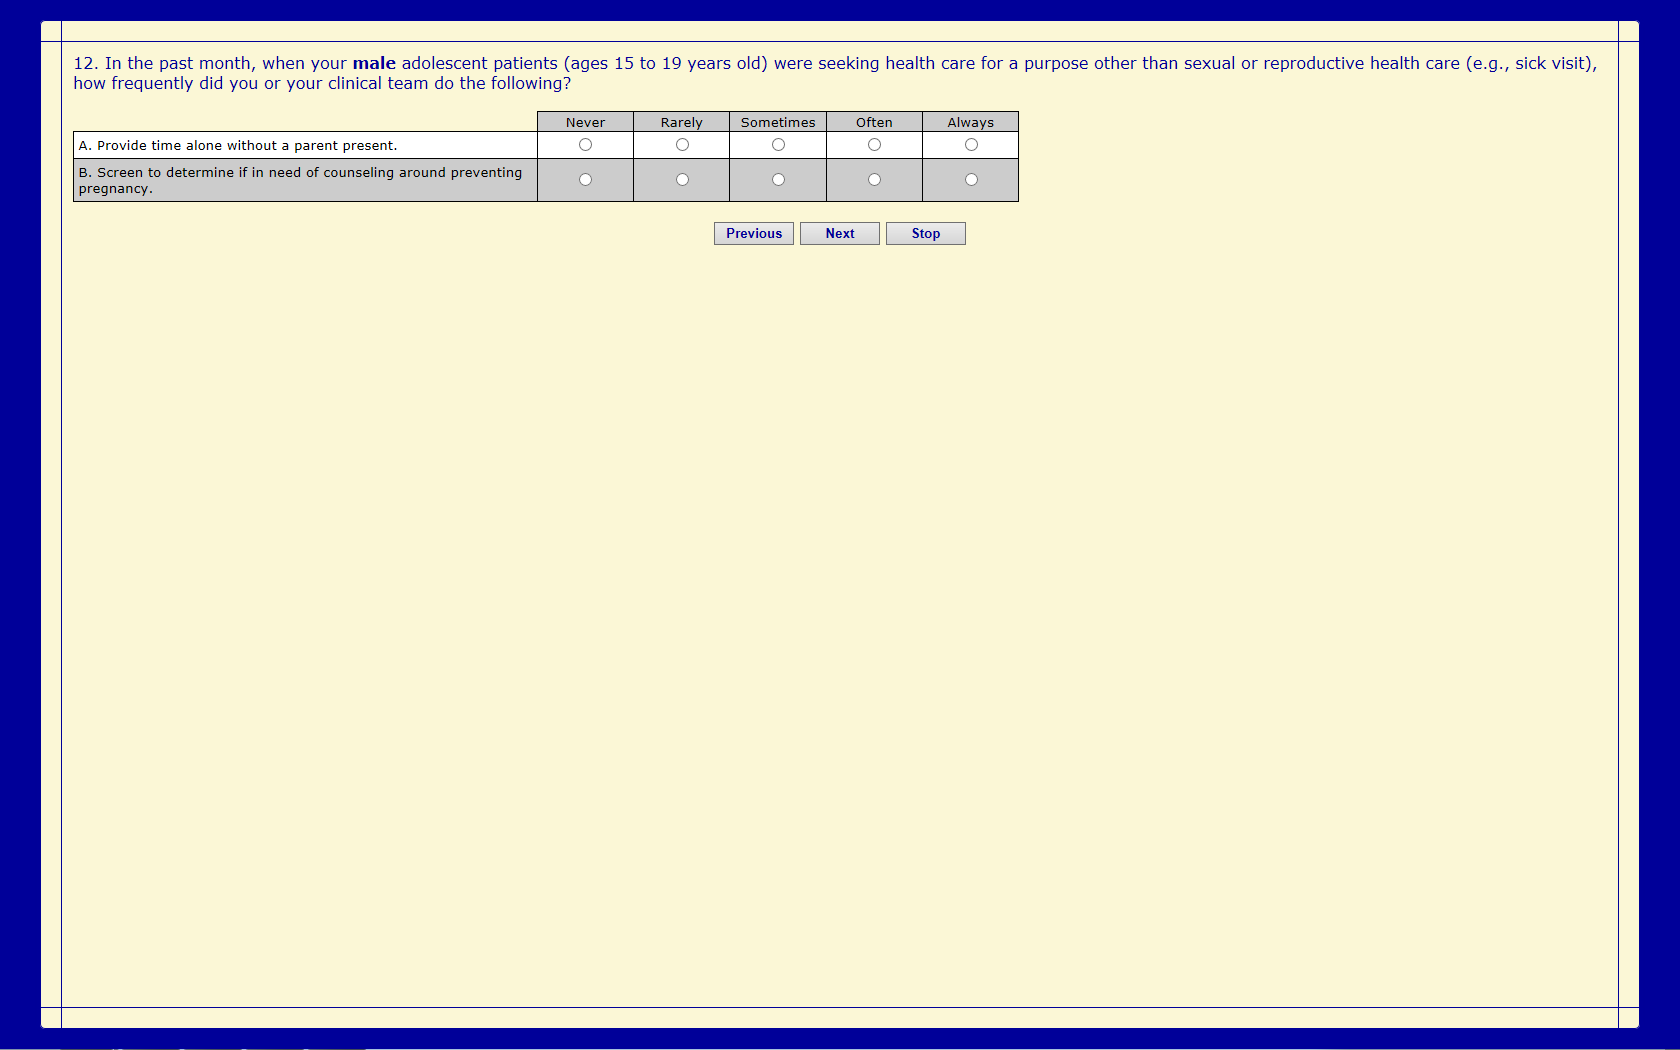 12. In the past month, when your male adolescent patients (ages 15 to 19 years old) were seeking health care for a purpose other than sexual or reproductive health care (e.g., sick visit),
how frequently did you or your clinical team do the following?
Never Rarely Sometimes Often Always
A. Provide time alone without a parent present.
B. Screen to determine if in need of counseling around preventing
pregnancy.
Previous Next Stop